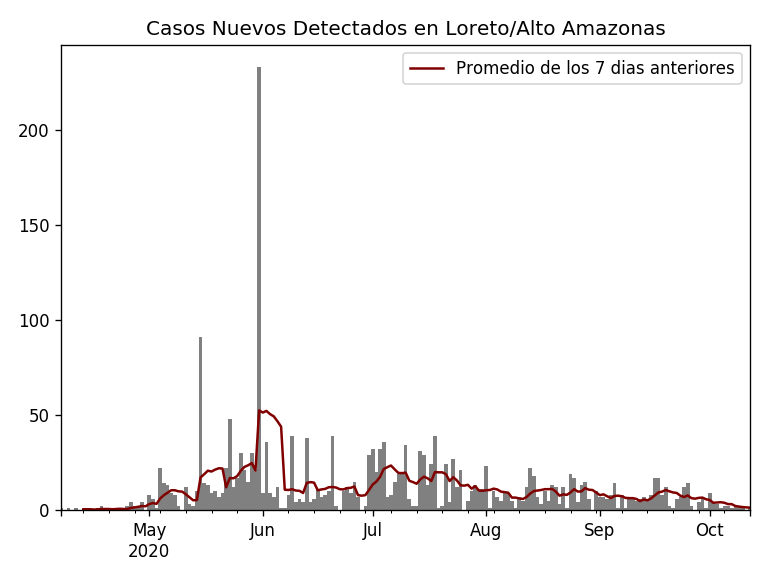 Casos Nuevos Detectados en Loreto/Alto Amazonas
Promedio de los 7 dias anteriores
200
150
100
50
0
May Jun Jul Aug Sep Oct
2020